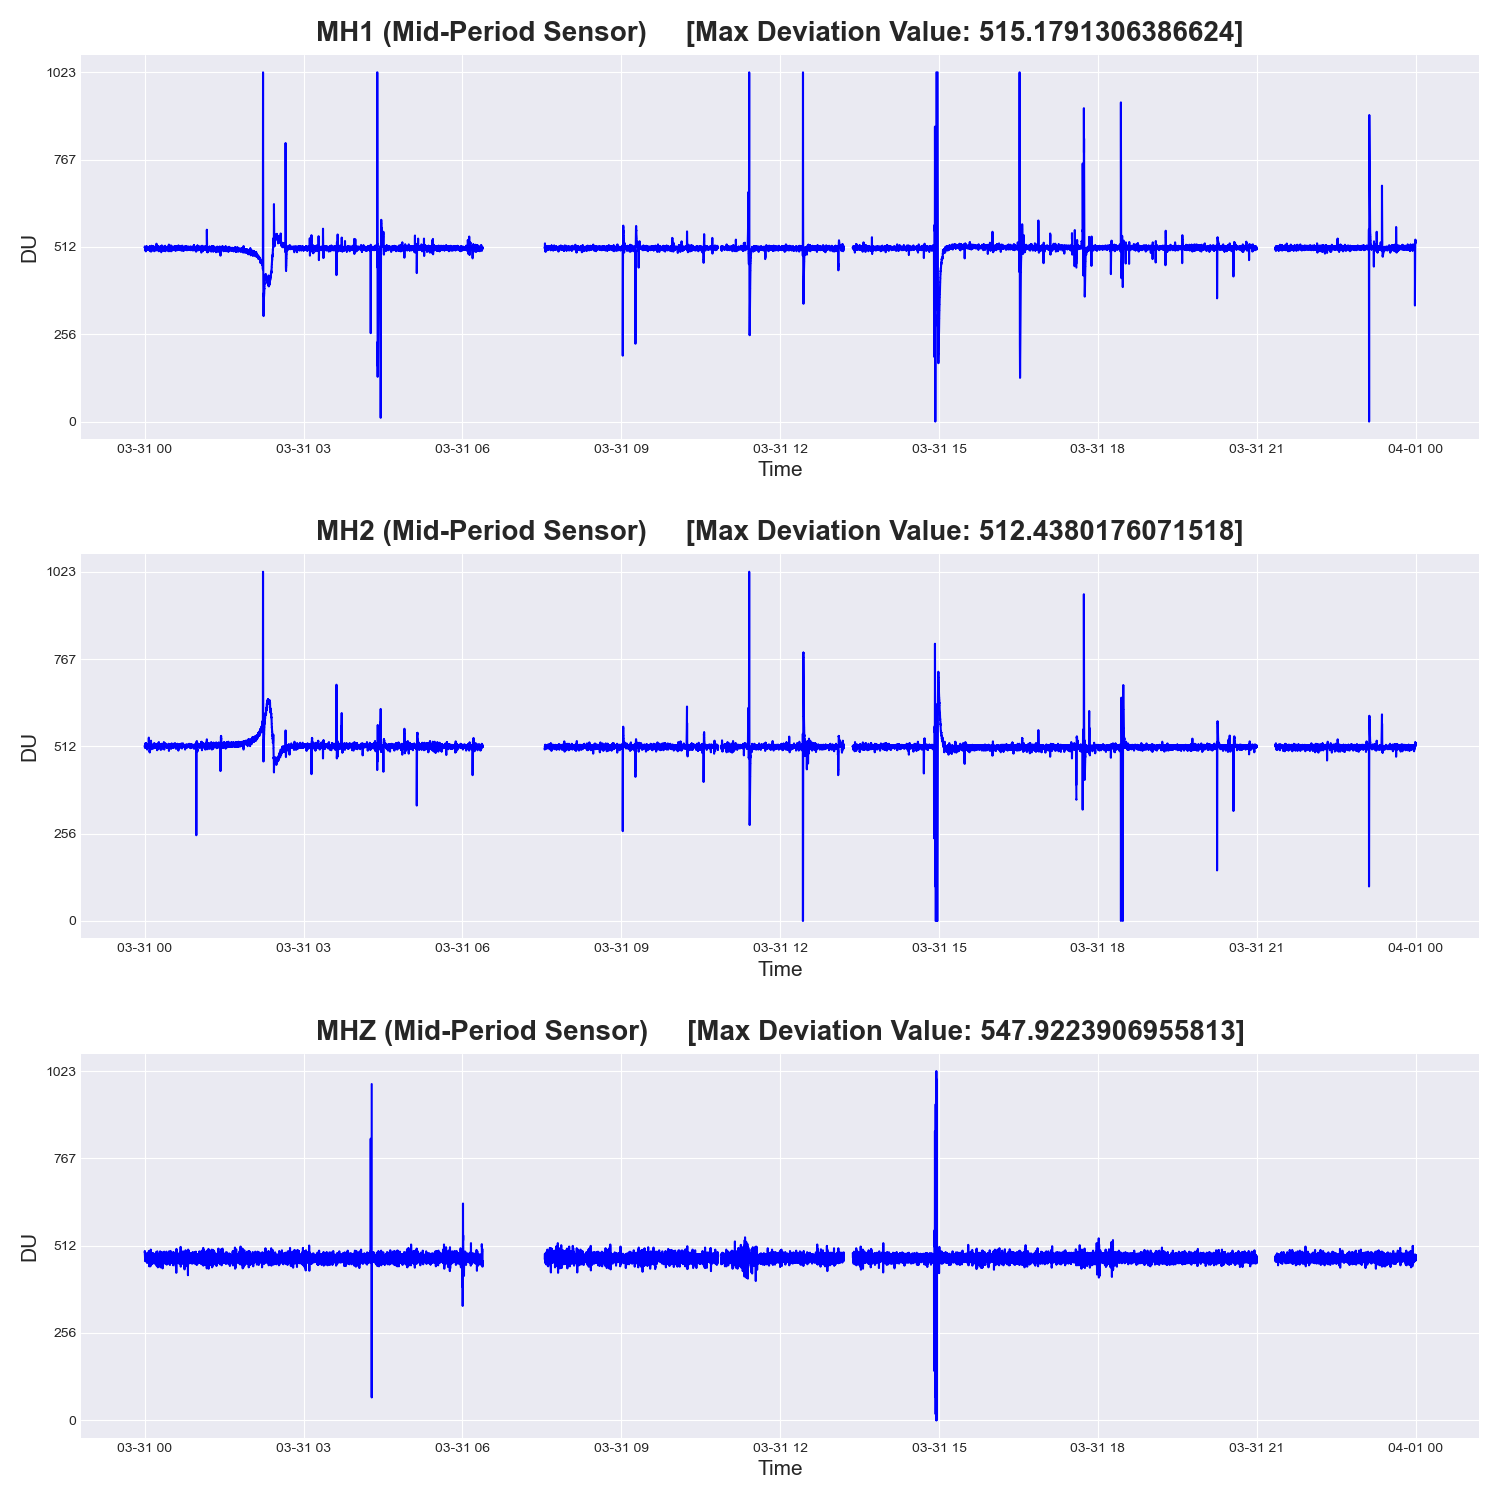 MH1 (Mid-Period Sensor) [Max Deviation Value: 515.1791306386624]
1023
767
512
256
0
DU
03-31 00 03-31 03 03-31 06 03-31 09 03-31 12 03-31 15 03-31 18 03-31 21 04-01 00
Time
MH2 (Mid-Period Sensor) [Max Deviation Value: 512.4380176071518]
1023
767
512
256
0
DU
03-31 00 03-31 03 03-31 06 03-31 09 03-31 12 03-31 15 03-31 18 03-31 21 04-01 00
Time
MHZ (Mid-Period Sensor) [Max Deviation Value: 547.9223906955813]
1023
767
512
256
0
DU
03-31 00 03-31 03 03-31 06 03-31 09 03-31 12 03-31 15 03-31 18 03-31 21 04-01 00
Time